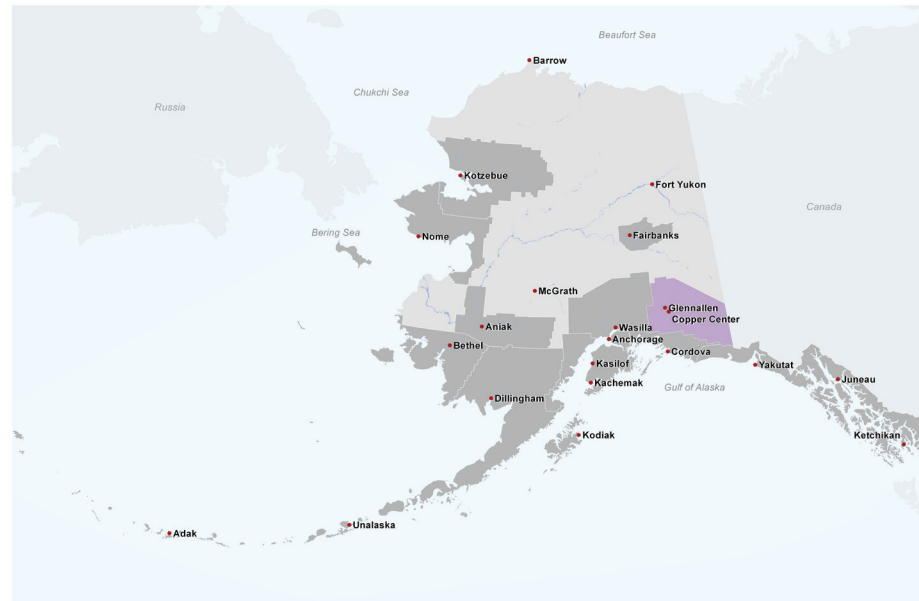 Beaufort Sea
Barrow
Chukchi Sea
Russia
Kotzebue
Fort Yukon
Canada
Bering Sea
Nome
Fairbanks
McGrath
Glennallen
Copper Center
Aniak
Wasilla
Anchorage
Bethel
Cordova
Kasilof
Yakutat
Kachemak
Gulf of Alaska
Juneau
Dillingham
Kodiak
Ketchikan
Unalaska
Adak